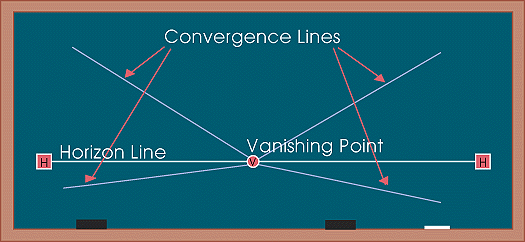 Convergence Lines
Vanishing Point
H Horizon Line V H